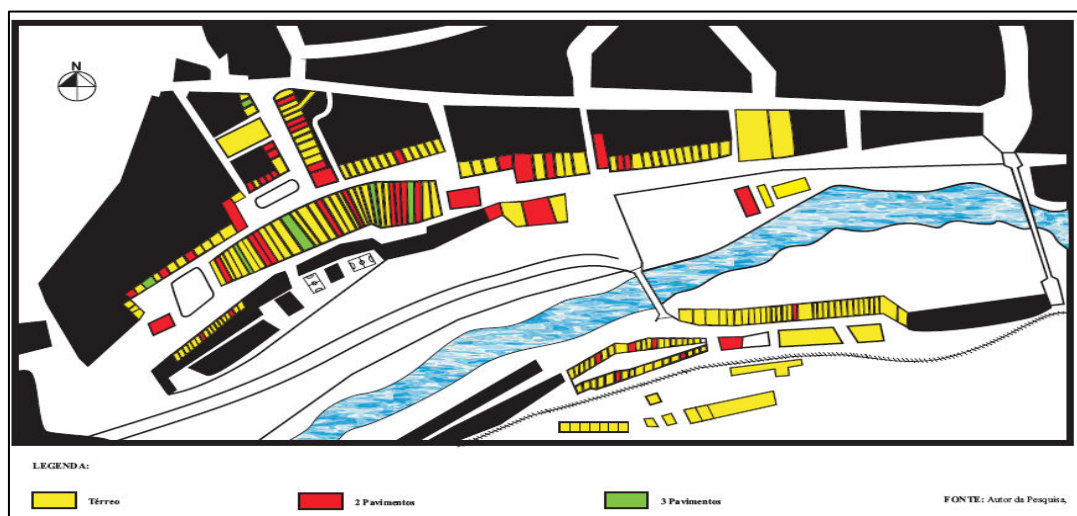 N
LEGENDA:
Térreo
2 Pavimentos
3 Pavimentos
FONTE: Autor da Pesquisa,